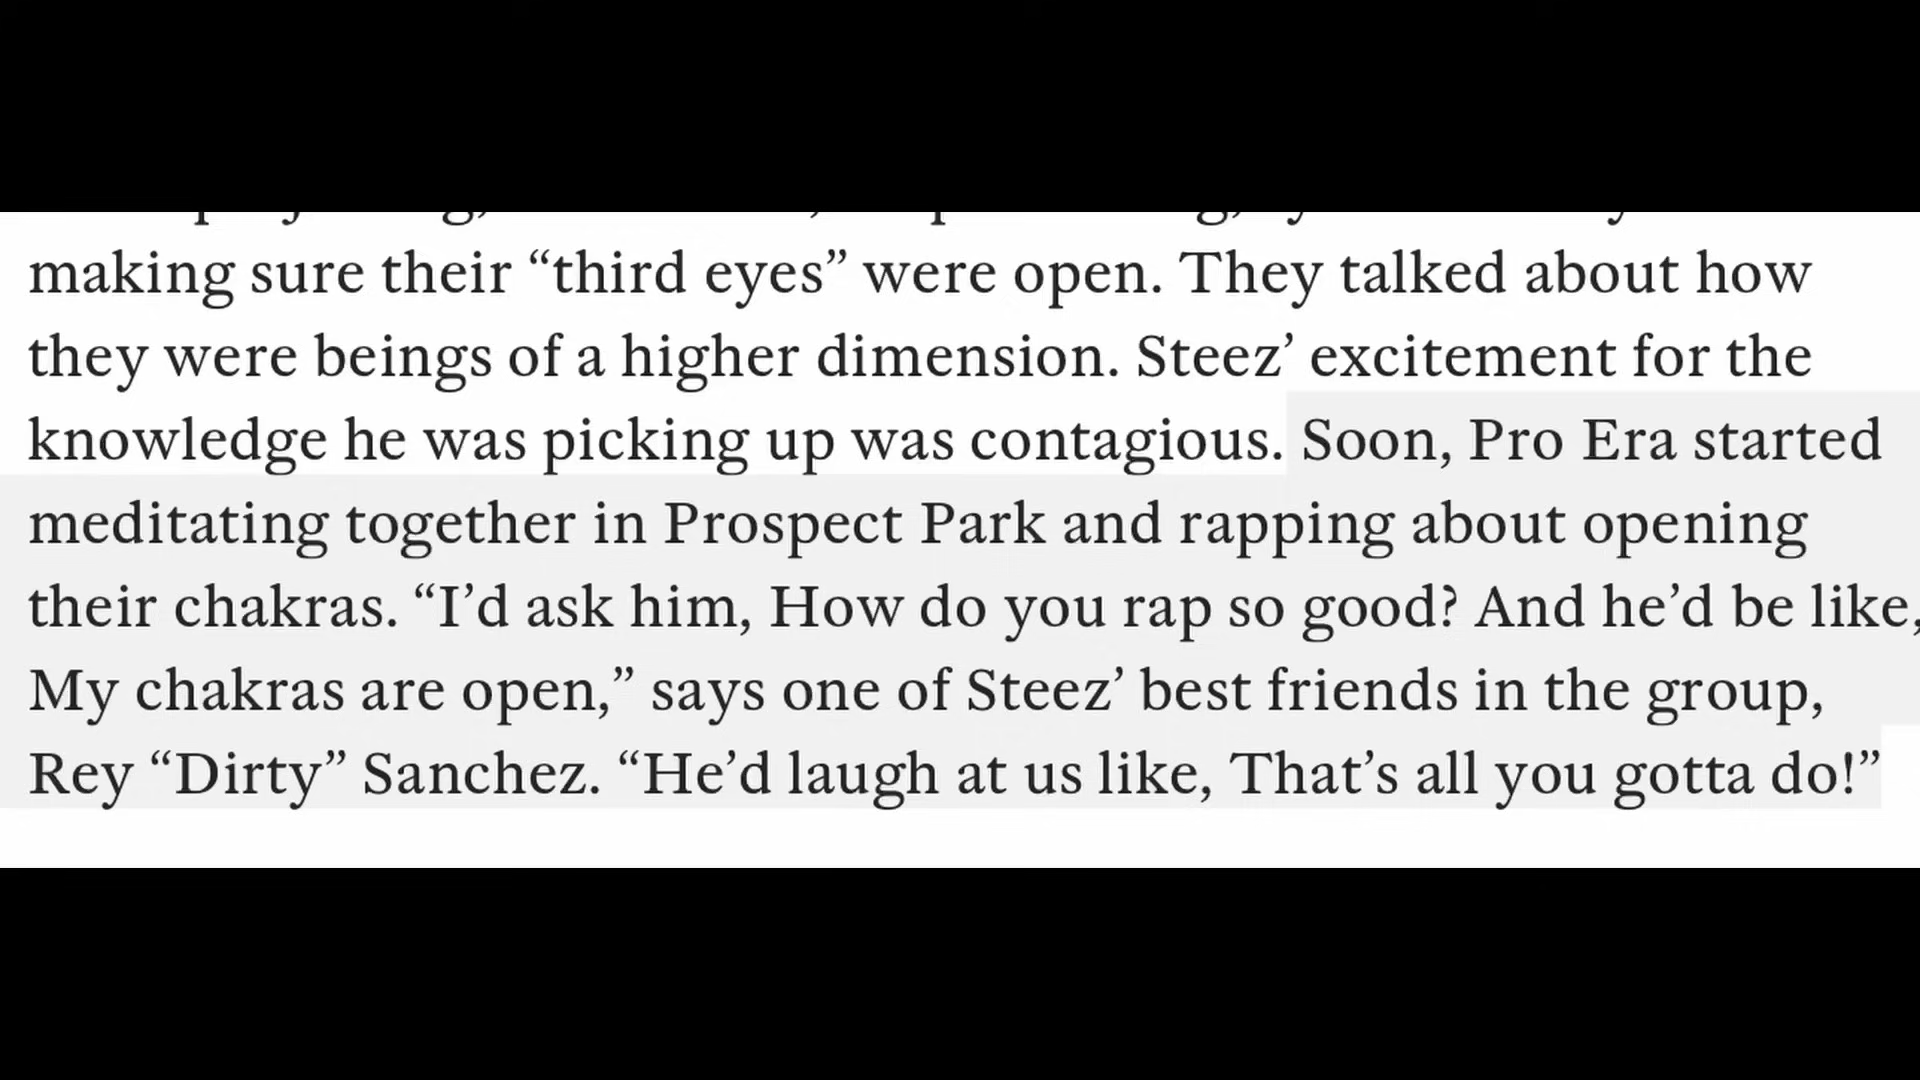 making sure their “third eyes” were open. They talked about how
they were beings of a higher dimension. Steez’ excitement for the
knowledge he was picking up was contagious. Soon, Pro Era started
meditating together in Prospect Park and rapping about opening
their chakras. “I’d ask him, How do you rap so good? And he’d be like,
My chakras are open,” says one of Steez’ best friends in the group,
Rey “Dirty” Sanchez. “He’d laugh at us like, That’s all you gotta do!”